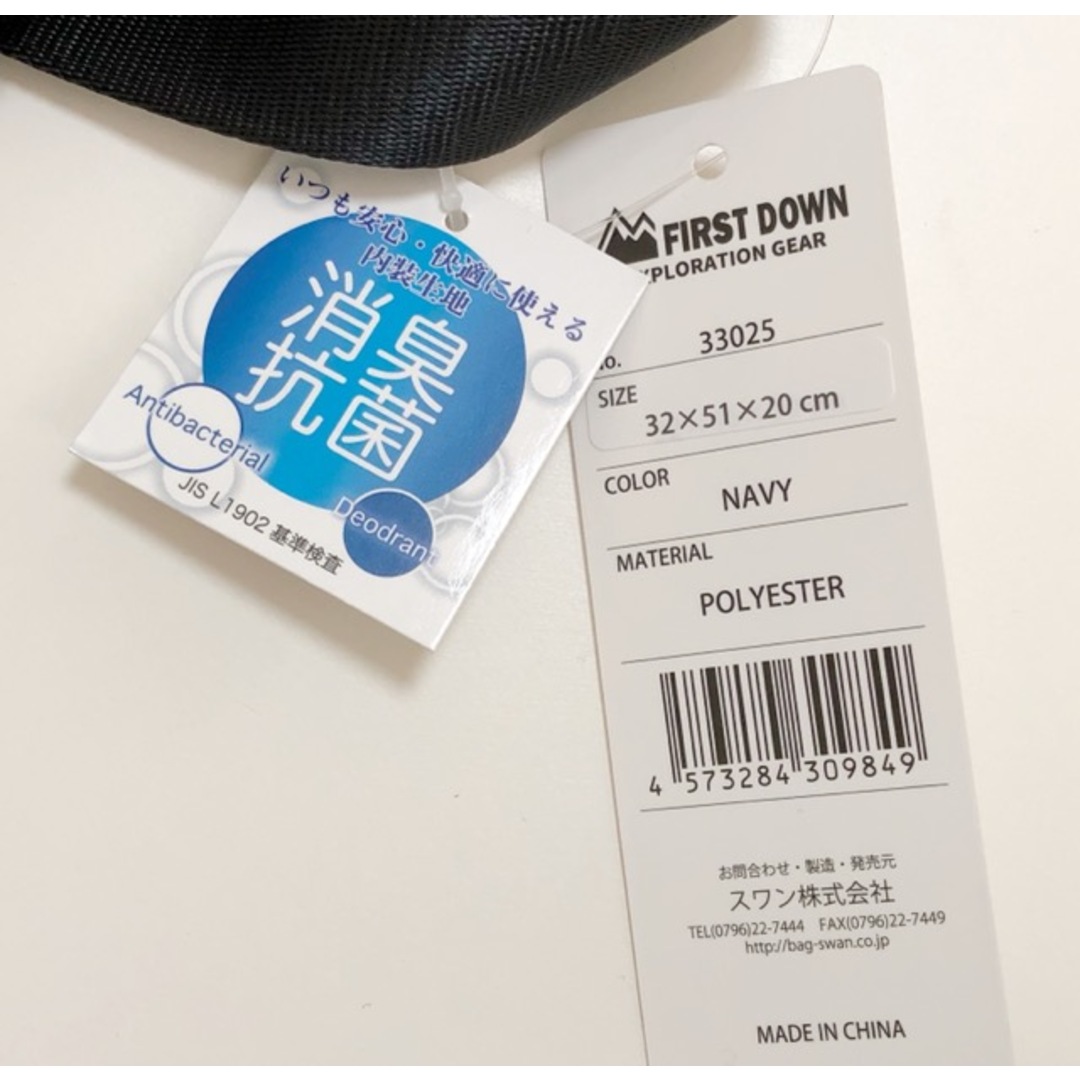 いつも安心・快適に使える
内装生地
消臭
抗菌
Antibacterial
Deodrant
JIS L1902 基準検査
FIRST DOWN
XPLORATION GEAR
o. 33025
SIZE
32×51×20 cm
COLOR
NAVY
MATERIAL
POLYESTER
4 573284 309849
お問合わせ・製造・発売元
スワン株式会社
TEL(0796)22-7444 FAX(0796)22-7449
http://bag-swan.co.jp
MADE IN CHINA